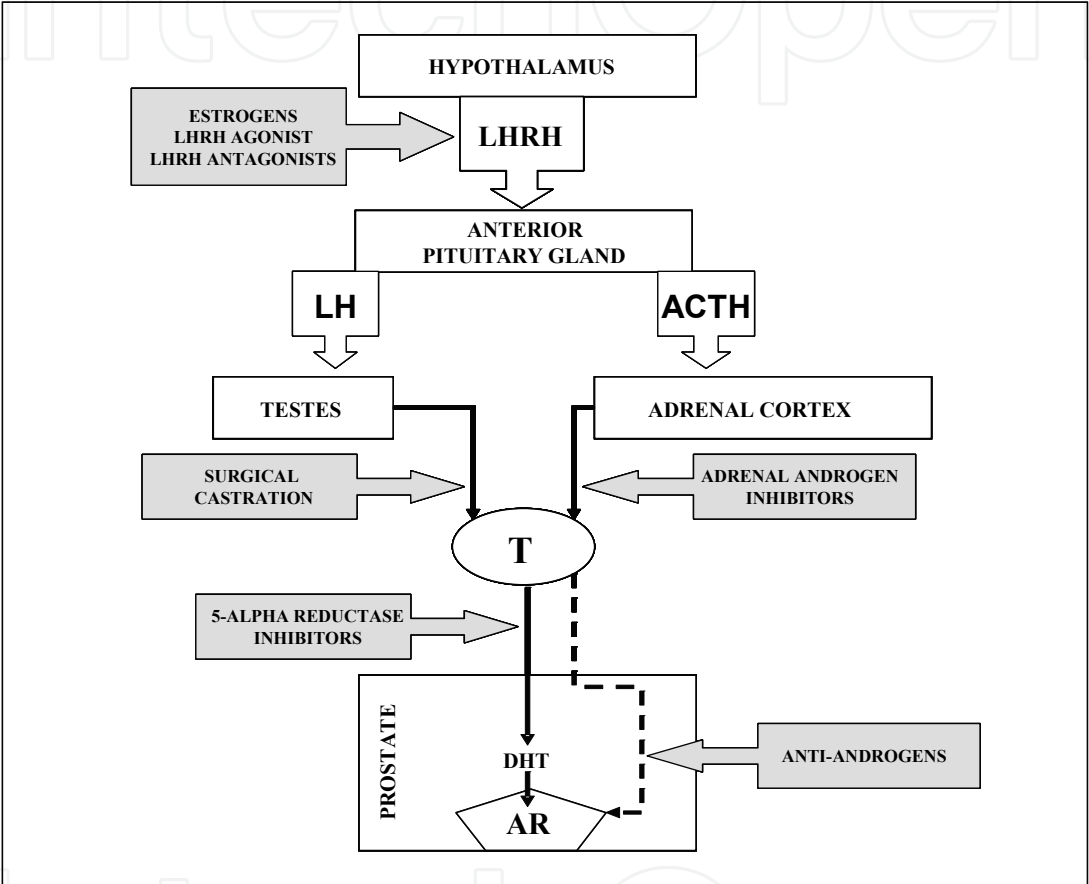 HYPOTHALAMUS
ESTROGENS
LHRH AGONIST
LHRH ANTAGONISTS
LHRH
ANTERIOR
PITUITARY GLAND
LH
ACTH
TESTES
ADRENAL CORTEX
SURGICAL
CASTRATION
ADRENAL ANDROGEN
INHIBITORS
T
5-ALPHA REDUCTASE
INHIBITORS
PROSTATE
DHT
ANTI-ANDROGENS
AR